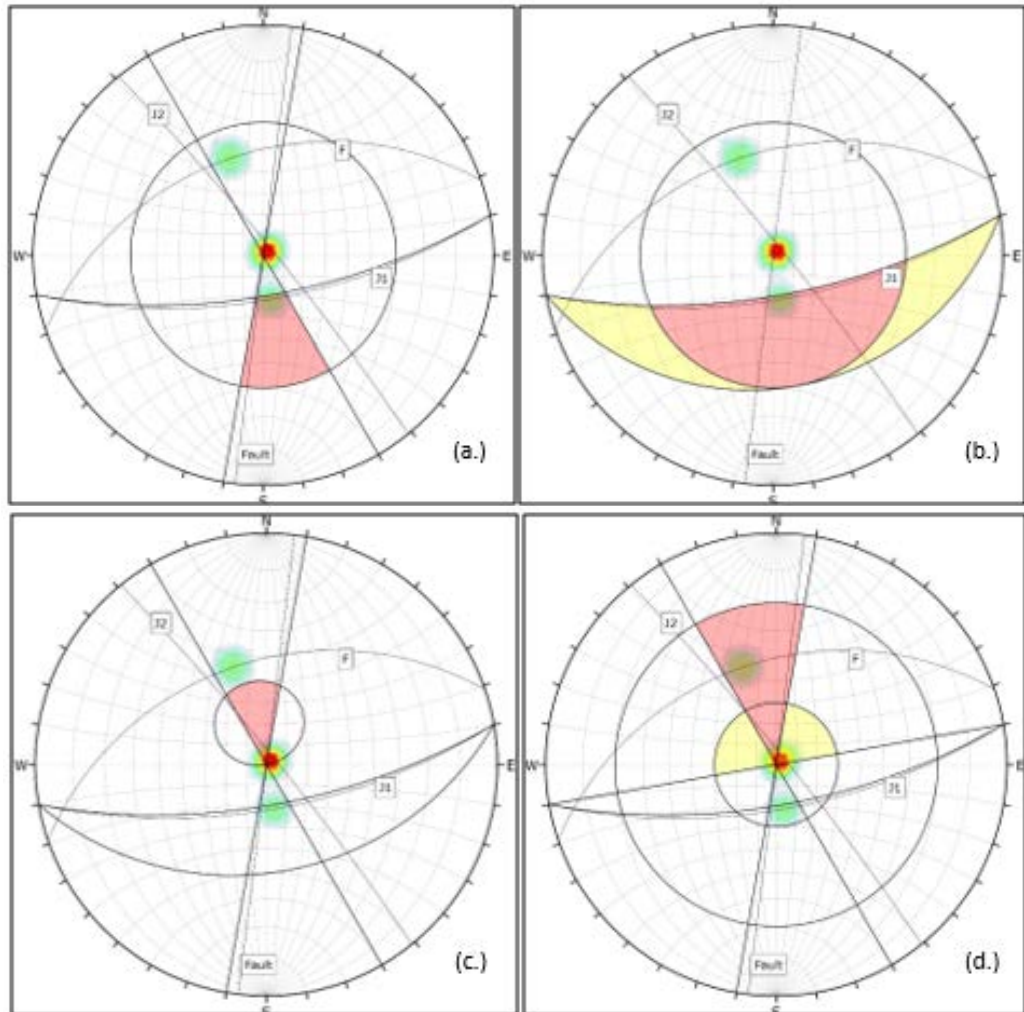 N N
J2 J2
F F
W E W E
J1 J1
Fault (a.) Fault (b.)
S S
N N
J2 J2
F F
W E W E
J1 J1
Fault (c.) Fault (d.)
S S